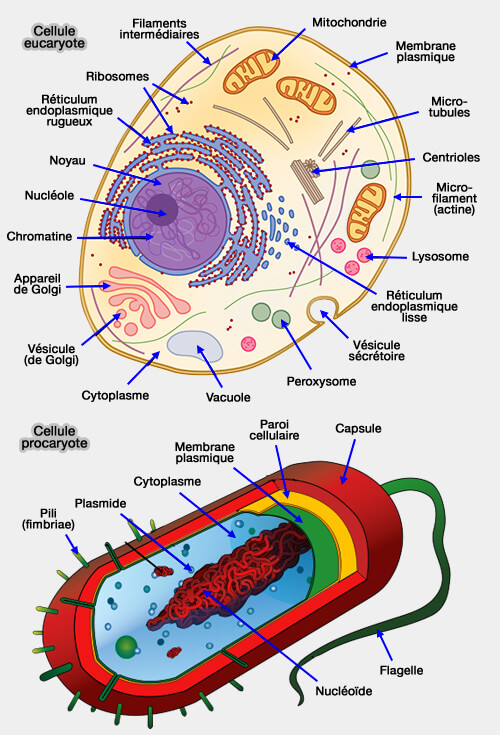 Cellule
eucaryote
Filaments
intermédiaires
Mitochondrie
Membrane
plasmique
Ribosomes
Réticulum
endoplasmique
rugueux
Micro-
tubules
Noyau
Centrioles
Nucléole
Micro-
filament
(actine)
Chromatine
Lysosome
Appareil
de Golgi
Réticulum
endoplasmique
lisse
Vésicule
(de Golgi)
Vésicule
sécrétoire
Peroxysome
Cytoplasme
Vacuole
Cellule
procaryote
Paroi
cellulaire
Capsule
Membrane
plasmique
Cytoplasme
Plasmide
Pili
(fimbriae)
Flagelle
Nucléoïde